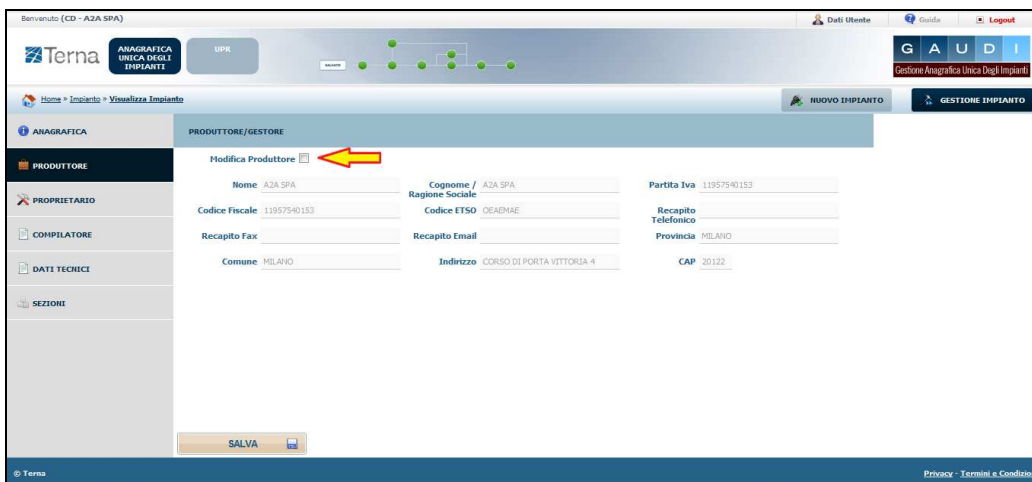 Benvenuto (CD - A2A SPA) Dati Utente Guida Logout
Terna ANAGRAFICA UNICA DEGLI IMPIANTI UPR
G A U D I
Gestione Anagrafica Unica Degli Impianti
Home » Impianto » Visualizza Impianto NUOVO IMPIANTO GESTIONE IMPIANTO
ANAGRAFICA PRODUTTORE/GESTORE
PRODUTTORE Modifica Produttore
Nome A2A SPA Cognome / Ragione Sociale A2A SPA Partita Iva 11957540153
PROPRIETARIO
Codice Fiscale 11957540153 Codice ETSO OEAEMAE Recapito Telefonico
COMPILATORE Recapito Fax Recapito Email Provincia MILANO
DATI TECNICI Comune MILANO Indirizzo CORSO DI PORTA VITTORIA 4 CAP 20122
SEZIONI
SALVA
© Terna Privacy - Termini e Condizio